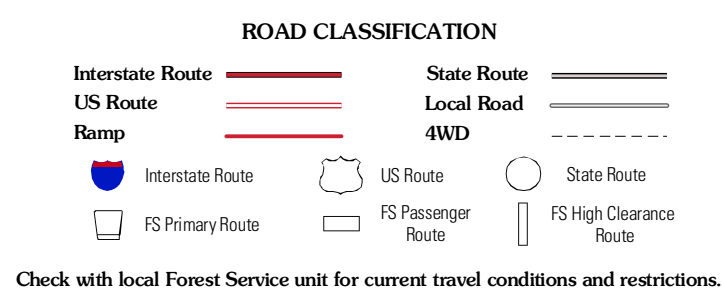 ROAD CLASSIFICATION
Interstate Route
State Route
US Route
Local Road
Ramp
4WD
Interstate Route
US Route
State Route
FS Primary Route
FS Passenger
Route
FS High Clearance
Route
Check with local Forest Service unit for current travel conditions and restrictions.